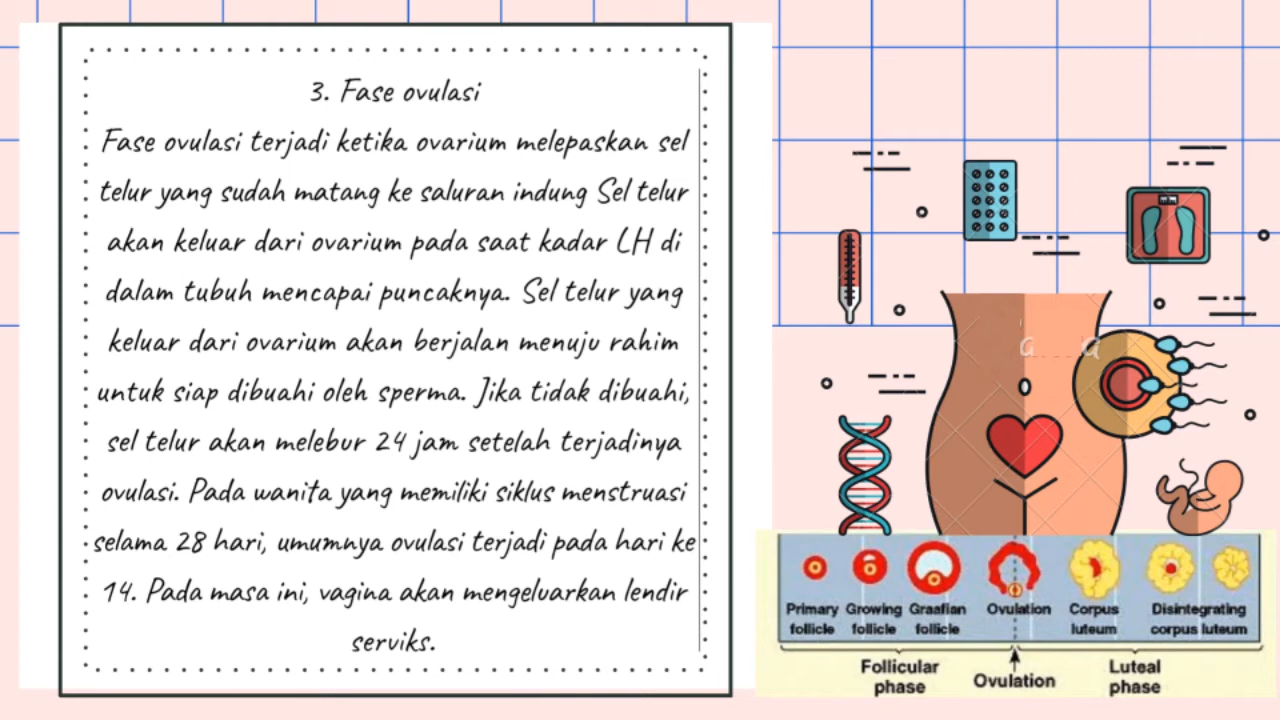 3. Fase ovulasi
Fase ovulasi terjadi ketika ovarium melepaskan sel
telur yang sudah matang ke saluran indung Sel telur
akan keluar dari ovarium pada saat kadar LH di
dalam tubuh mencapai puncaknya. Sel telur yang
keluar dari ovarium akan berjalan menuju rahim
untuk siap dibuahi oleh sperma. Jika tidak dibuahi,
sel telur akan melebur 24 jam setelah terjadinya
ovulasi. Pada wanita yang memiliki siklus menstruasi
selama 28 hari, umumnya ovulasi terjadi pada hari ke
14. Pada masa ini, vagina akan mengeluarkan lendir
serviks.
Primary
follicle
Growing
follicle
Graafian
follicle
Ovulation
Corpus
luteum
Disintegrating
corpus luteum
Follicular
phase
Ovulation
Luteal
phase